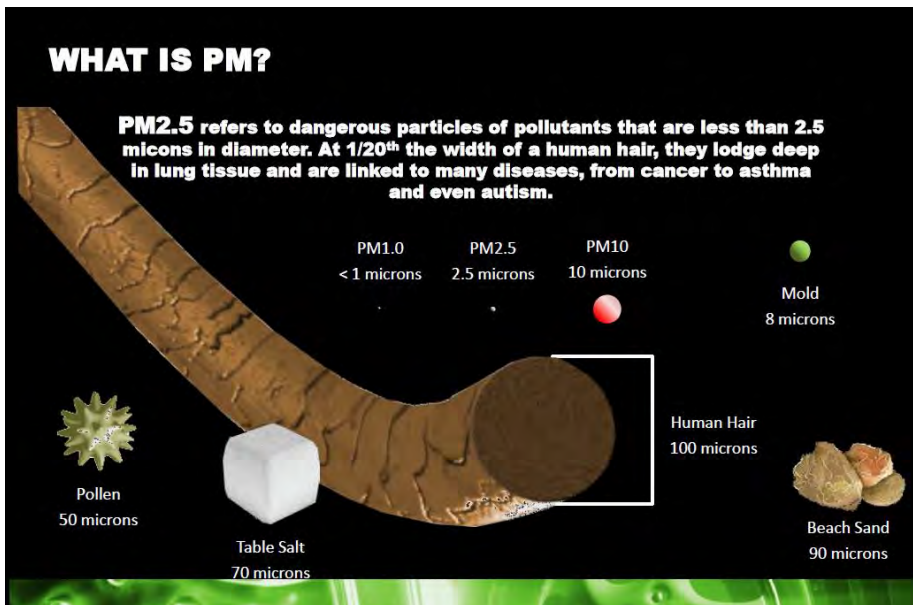 WHAT IS PM?
PM2.5 refers to dangerous particles of pollutants that are less than 2.5
micons in diameter. At 1/20th the width of a human hair, they lodge deep
in lung tissue and are linked to many diseases, from cancer to asthma
and even autism.
PM1.0
< 1 microns
PM2.5
2.5 microns
PM10
10 microns
Mold
8 microns
Human Hair
100 microns
Pollen
50 microns
Table Salt
70 microns
Beach Sand
90 microns